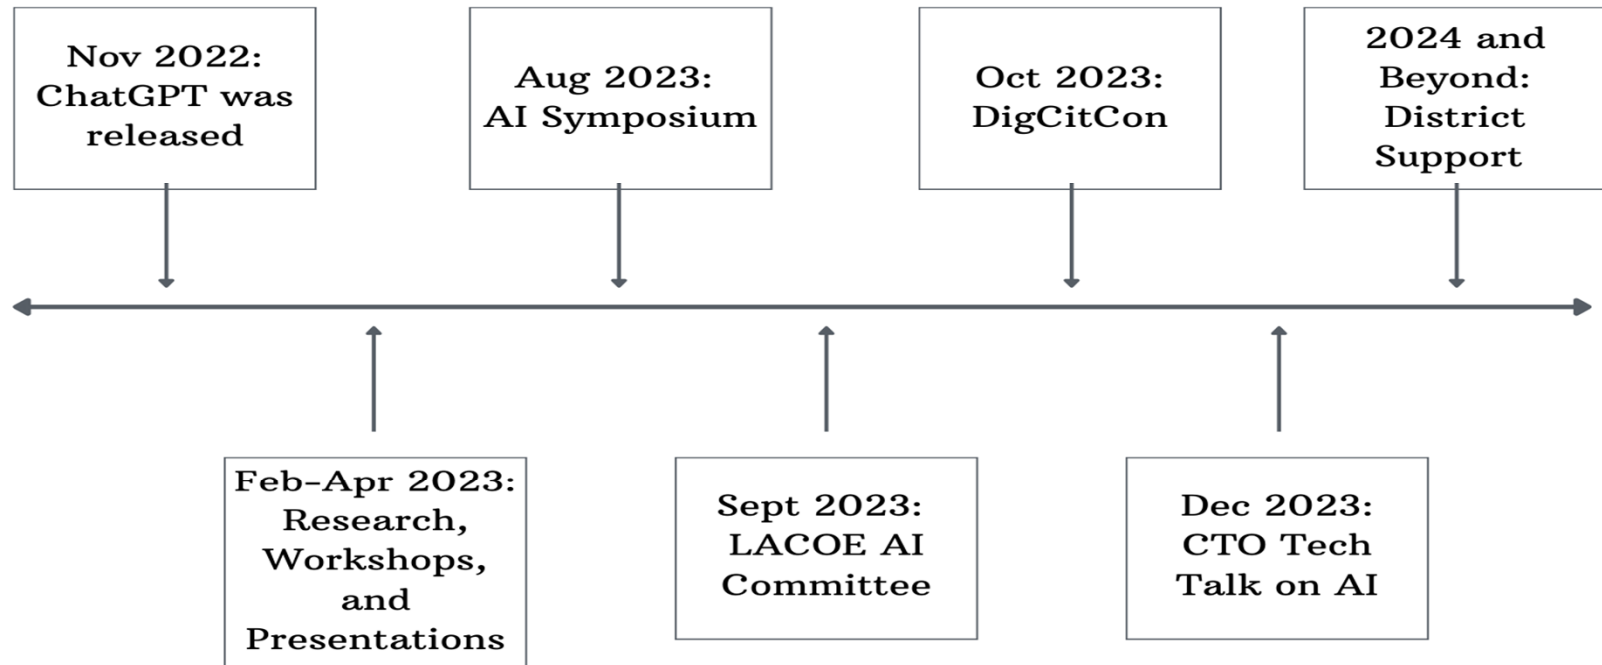 Nov 2022:
ChatGPT was
released
Aug 2023:
AI Symposium
Oct 2023:
DigCitCon
2024 and
Beyond:
District
Support
Feb-Apr 2023:
Research,
Workshops,
and
Presentations
Sept 2023:
LACOE AI
Committee
Dec 2023:
CTO Tech
Talk on AI